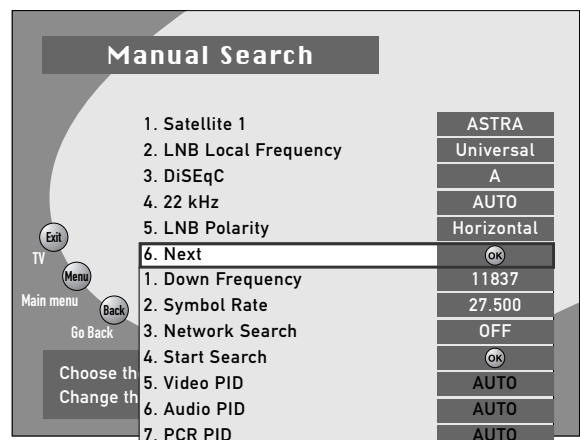 Manual Search
1. Satellite 1 ASTRA
2. LNB Local Frequency Universal
3. DiSEqC A
4. 22 kHz AUTO
5. LNB Polarity Horizontal
6. Next OK
1. Down Frequency 11837
2. Symbol Rate 27.500
3. Network Search OFF
4. Start Search OK
5. Video PID AUTO
6. Audio PID AUTO
7. PCR PID AUTO
Exit
TV
Menu
Main menu
Back
Go Back
Choose th
Change th